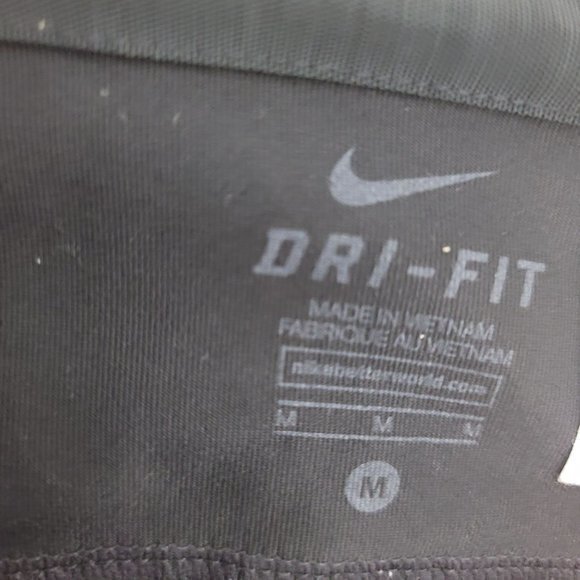 DRI-FIT
MADE IN VIETNAM
FABRIQUE AU VIETNAM
nikebetterworld.com
M M M
M